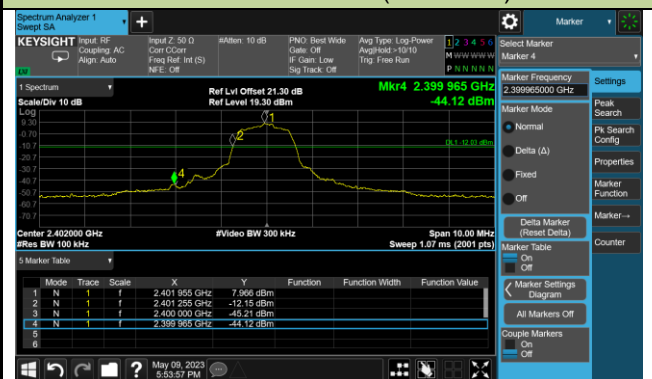 Spectrum Analyzer 1
Swept SA
Marker
KEYSIGHT
Input: RF
Coupling: AC
Align: Auto
Input Z: 50 Ω
Corr CCorr
Freq Ref: Int (S)
NFE: Off
#Atten: 10 dB
PNO: Best Wide
Gate: Off
IF Gain: Low
Sig Track: Off
Avg Type: Log-Power
Avg|Hold:>10/10
Trig: Free Run
1 2 3 4 5 6
M W W W W W
P N N N N N
Select Marker
Marker 4
LXI
1 Spectrum
Ref Lvl Offset 21.30 dB
Mkr4 2.399 965 GHz
Scale/Div 10 dB
Ref Level 19.30 dBm
-44.12 dBm
Log
9.30
-0.70
-10.7
-20.7
-30.7
-40.7
-50.7
-60.7
-70.7
1
2
4
DL1 -12.03 dBm
Center 2.402000 GHz
#Video BW 300 kHz
Span 10.00 MHz
#Res BW 100 kHz
Sweep 1.07 ms (2001 pts)
5 Marker Table
Mode Trace Scale X Y Function Function Width Function Value
1 N 1 f 2.401 955 GHz 7.966 dBm
2 N 1 f 2.401 255 GHz -12.15 dBm
3 N 1 f 2.400 000 GHz -45.21 dBm
4 N 1 f 2.399 965 GHz -44.12 dBm
5
6
Marker Frequency
2.399965000 GHz
Marker Mode
Normal
Delta (Δ)
Fixed
Off
Delta Marker
(Reset Delta)
Marker Table
On
Off
Marker Settings
Diagram
All Markers Off
Couple Markers
On
Off
Settings
Peak
Search
Pk Search
Config
Properties
Marker
Function
Marker→
Counter
May 09, 2023
5:53:57 PM